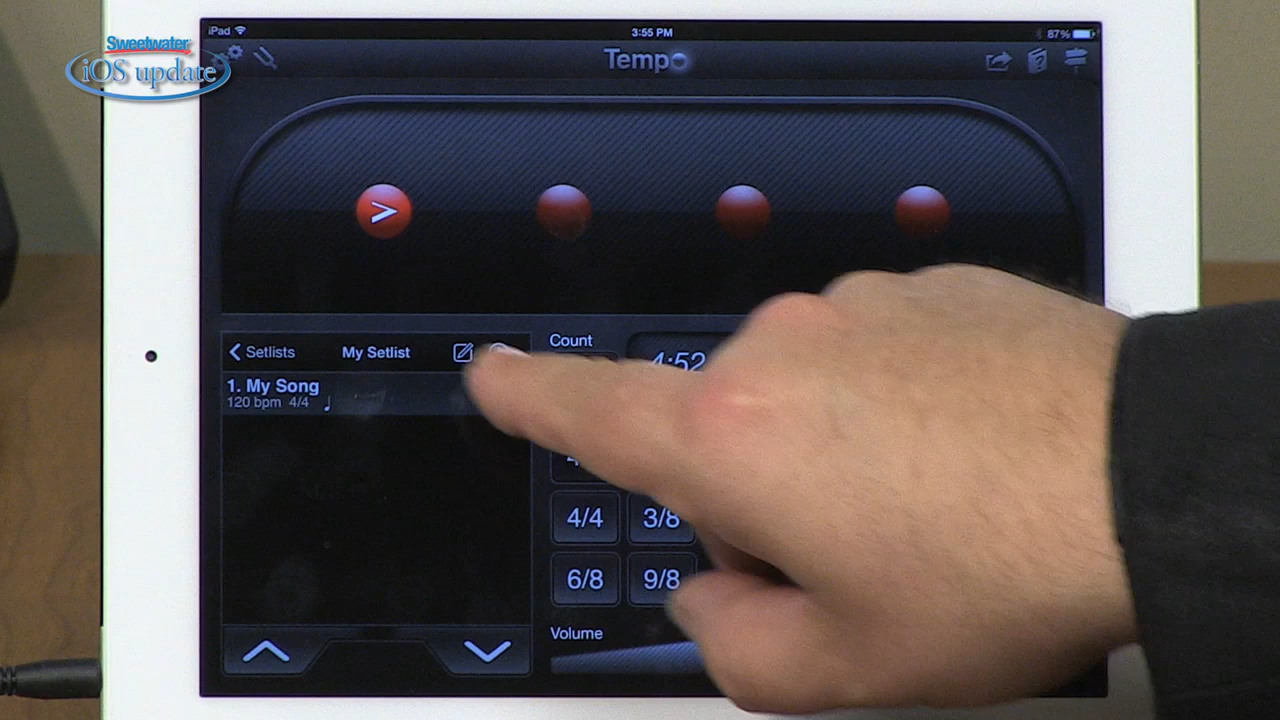 Sweetwater
iOS update
iPad
3:55 PM
87%
Tempo
>
Setlists
My Setlist
1. My Song
120 bpm 4/4
Count
4:52
4/4
3/8
6/8
9/8
Volume